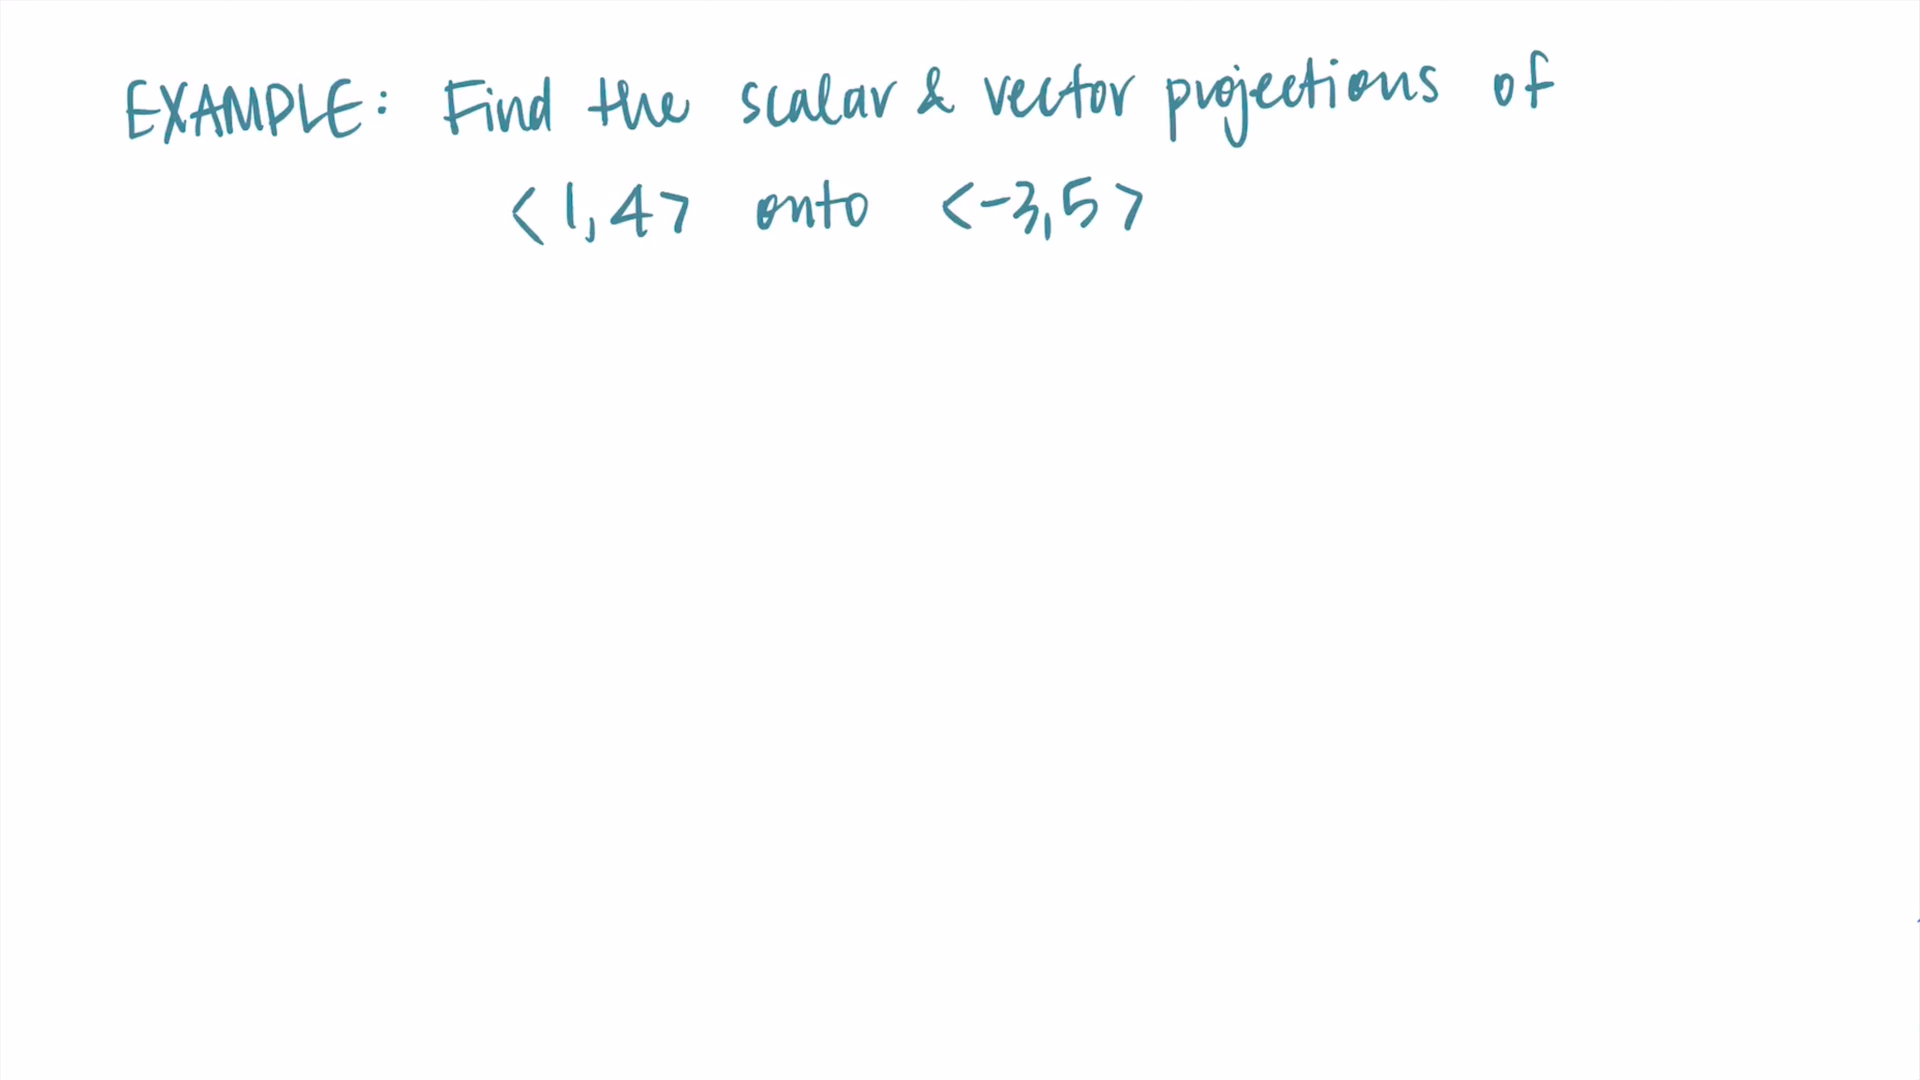 EXAMPLE: Find the scalar & vector projections of
<1,4> onto <-3,5>